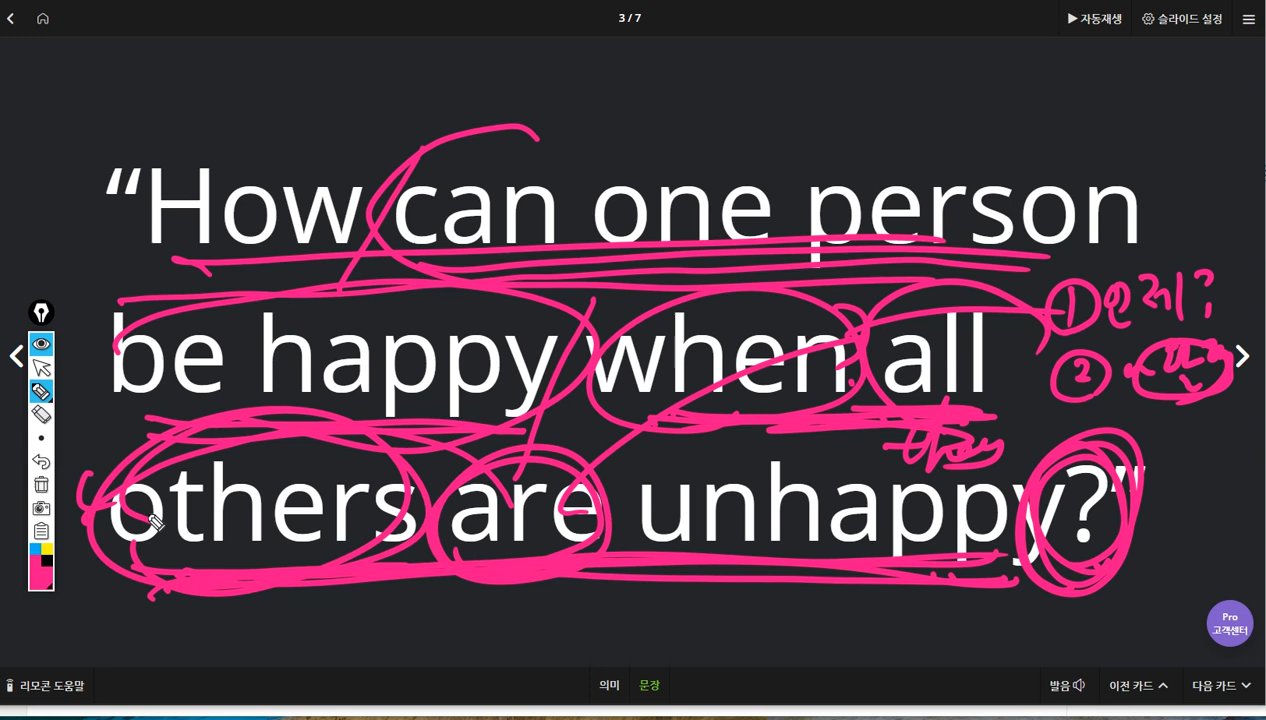 3 / 7
자동재생
슬라이드 설정
“How can one person
be happy when all
others are unhappy?”
① 언제?
②
Pro
고객센터
리모콘 도움말
의미
문장
발음
이전 카드
다음 카드